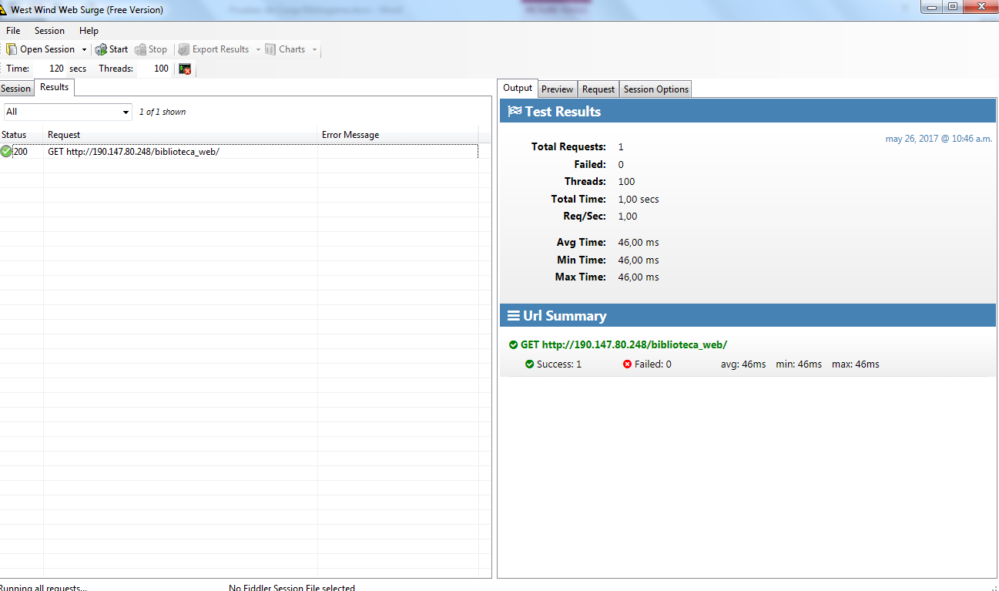 West Wind Web Surge (Free Version)
File Session Help
Open Session Start Stop Export Results Charts
Time: 120 secs Threads: 100
Session Results
All 1 of 1 shown
Status Request Error Message
200 GET http://190.147.80.248/biblioteca_web/
Output Preview Request Session Options
Test Results
may 26, 2017 @ 10:46 a.m.
Total Requests: 1
Failed: 0
Threads: 100
Total Time: 1,00 secs
Req/Sec: 1,00
Avg Time: 46,00 ms
Min Time: 46,00 ms
Max Time: 46,00 ms
Url Summary
GET http://190.147.80.248/biblioteca_web/
Success: 1 Failed: 0 avg: 46ms min: 46ms max: 46ms
Running all requests... No Fiddler Session File selected